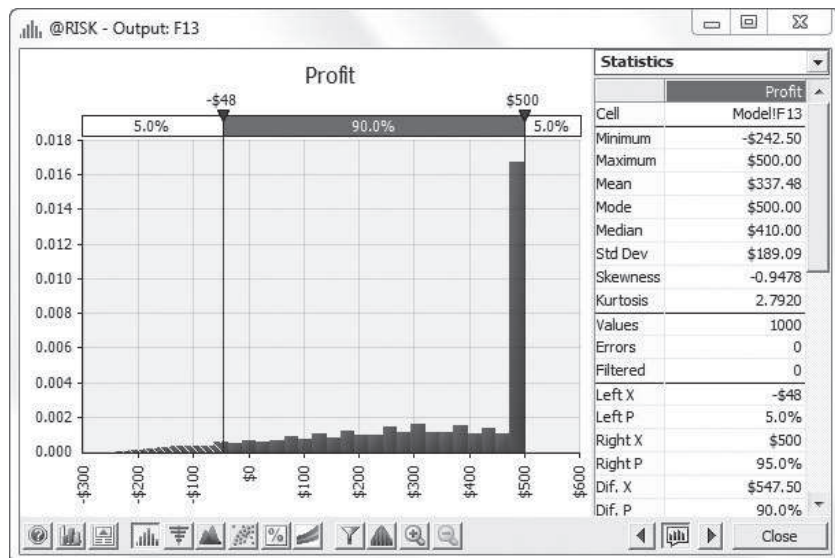 @RISK - Output: F13
Profit
-$48
$500
5.0%
90.0%
5.0%
0.018
0.016
0.014
0.012
0.010
0.008
0.006
0.004
0.002
0.000
-$300
-$200
-$100
$0
$100
$200
$300
$400
$500
$600
Statistics
Profit
Cell Model!F13
Minimum -$242.50
Maximum $500.00
Mean $337.48
Mode $500.00
Median $410.00
Std Dev $189.09
Skewness -0.9478
Kurtosis 2.7920
Values 1000
Errors 0
Filtered 0
Left X -$48
Left P 5.0%
Right X $500
Right P 95.0%
Dif. X $547.50
Dif. P 90.0%
Close